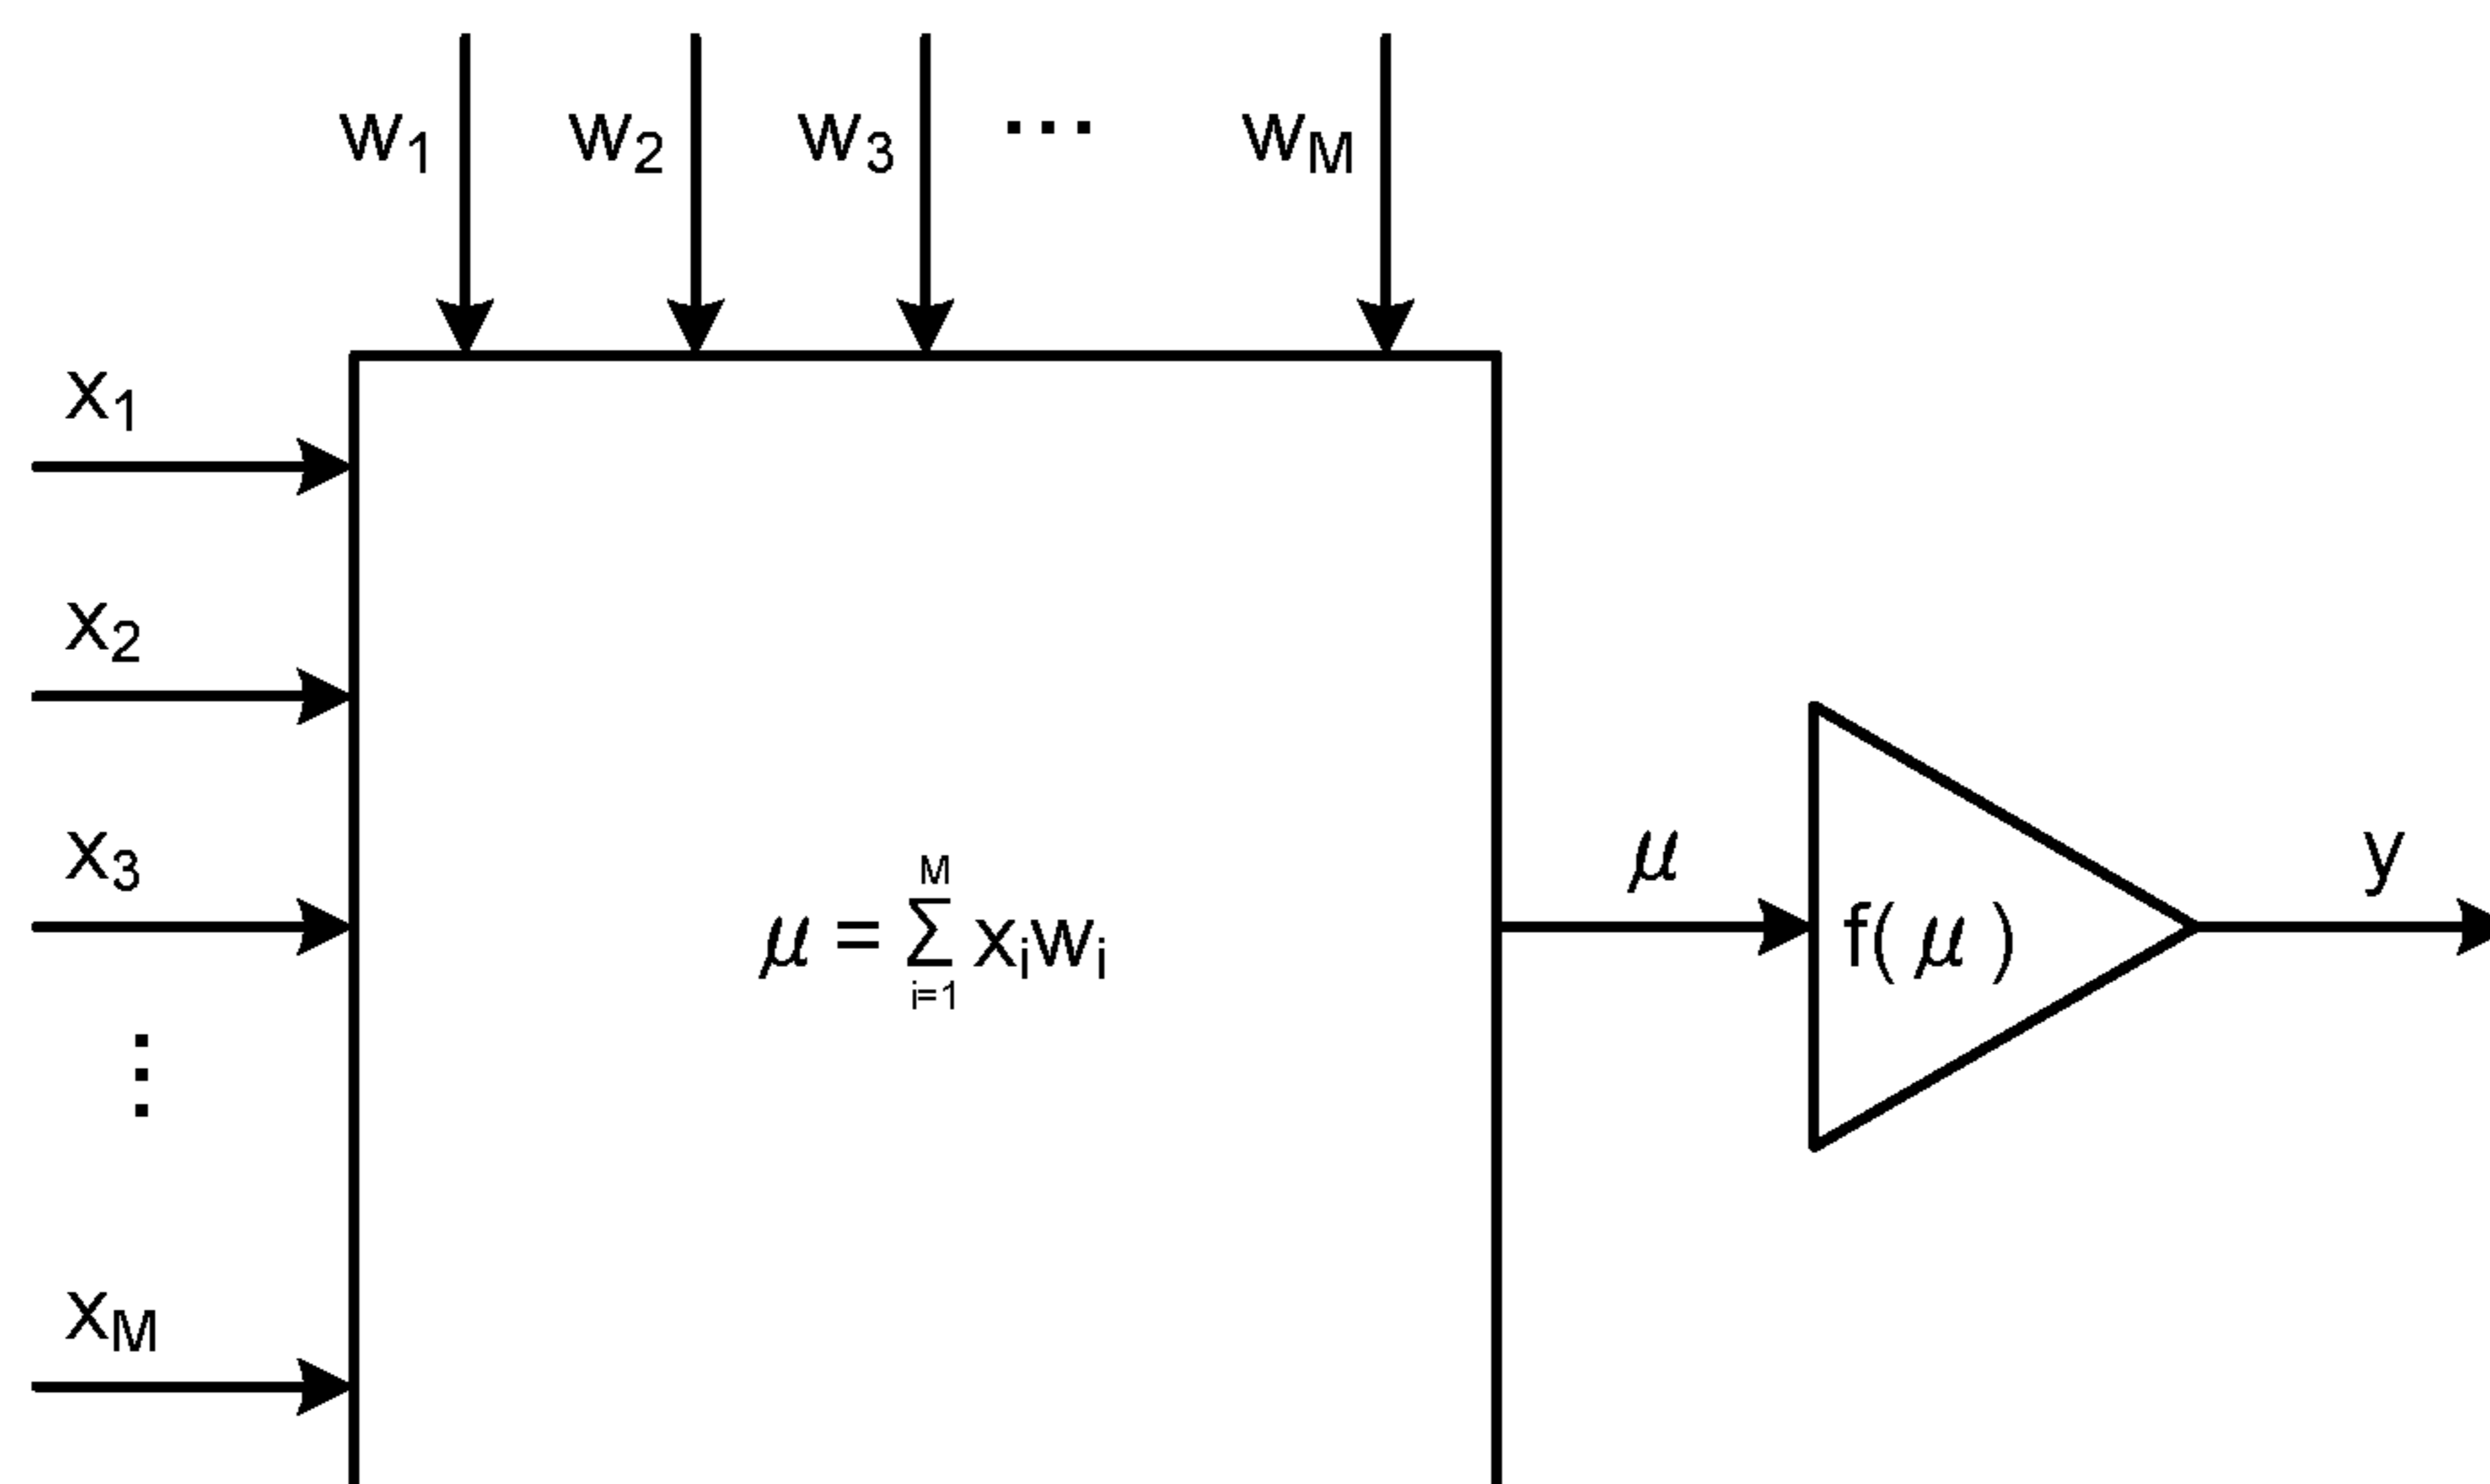 w₁ w₂ w₃ ... wM
x₁
x₂
x₃
⋮
xM
μ = Σ(i=1..M) xᵢwᵢ
μ
f(μ)
y